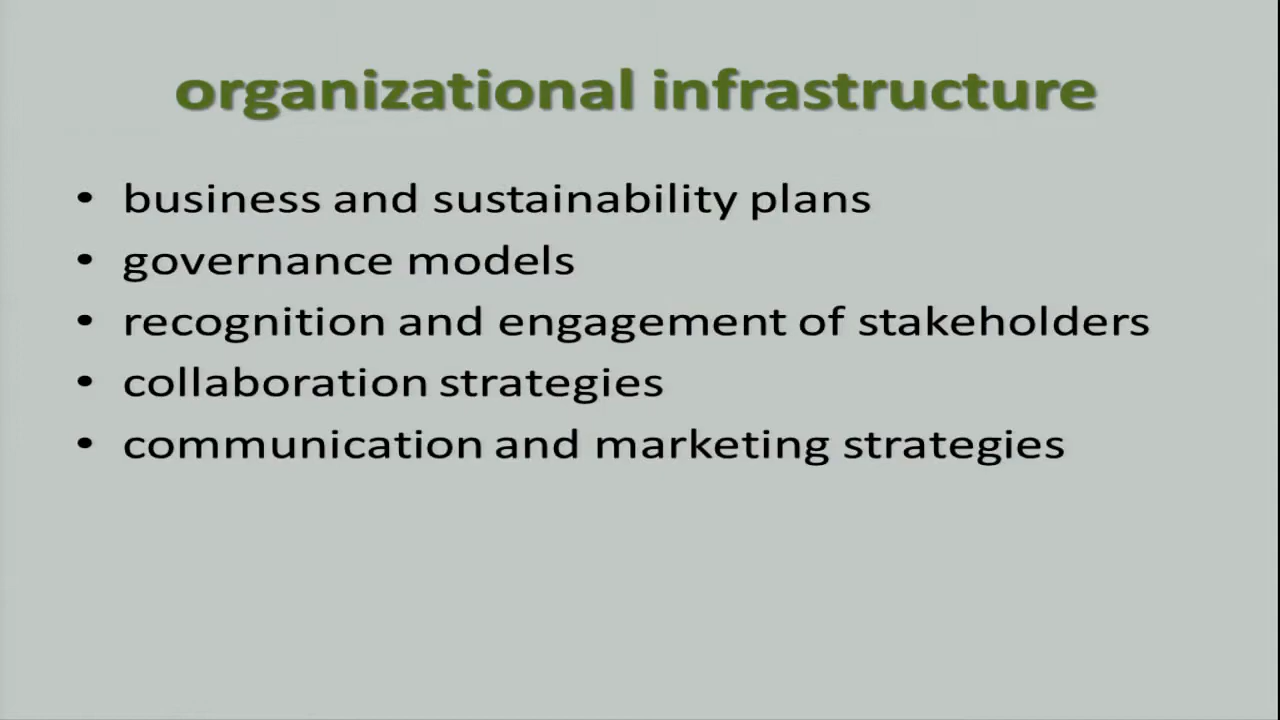 organizational infrastructure
• business and sustainability plans
• governance models
• recognition and engagement of stakeholders
• collaboration strategies
• communication and marketing strategies